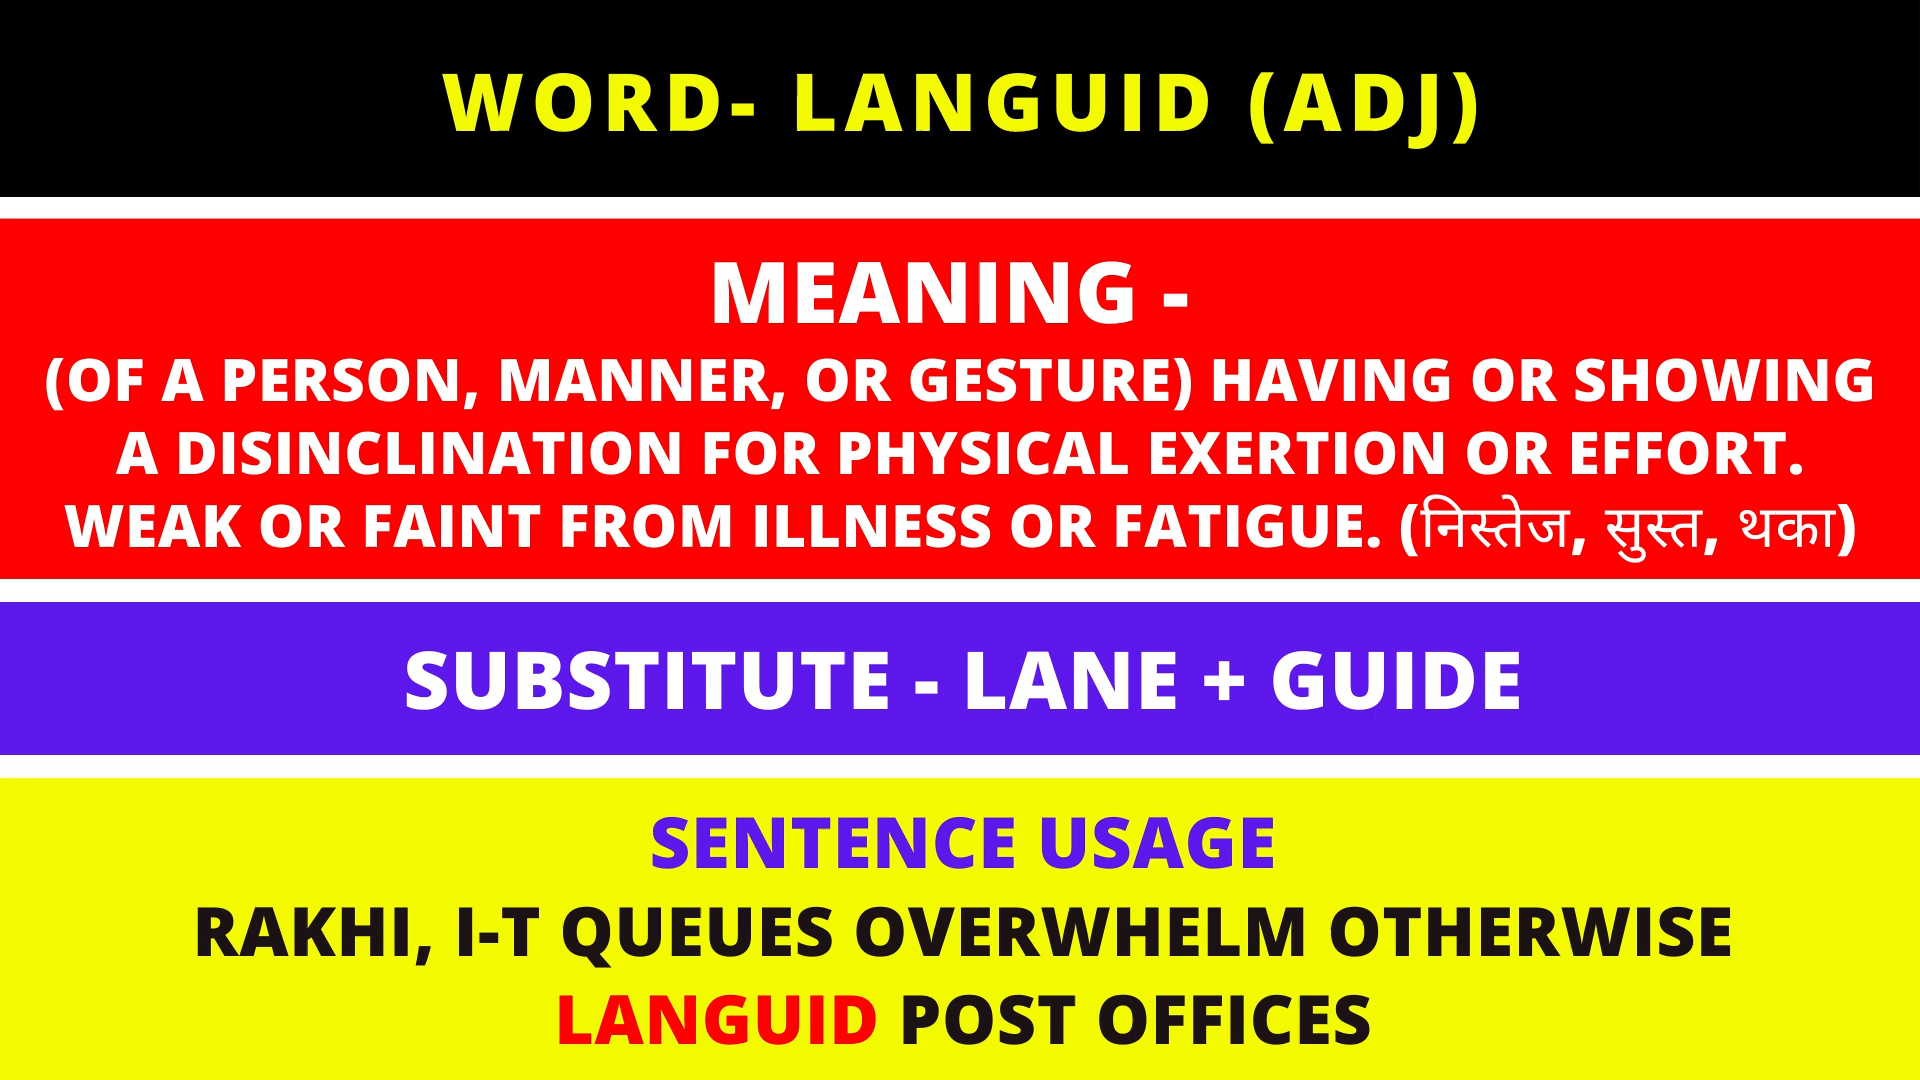 WORD- LANGUID (ADJ)
MEANING -
(OF A PERSON, MANNER, OR GESTURE) HAVING OR SHOWING
A DISINCLINATION FOR PHYSICAL EXERTION OR EFFORT.
WEAK OR FAINT FROM ILLNESS OR FATIGUE. (निस्तेज, सुस्त, थका)
SUBSTITUTE - LANE + GUIDE
SENTENCE USAGE
RAKHI, I-T QUEUES OVERWHELM OTHERWISE
LANGUID POST OFFICES